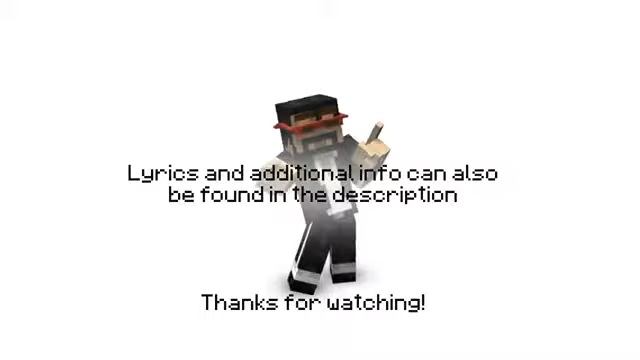 Lyrics and additional info can also
be found in the description
Thanks for watching!